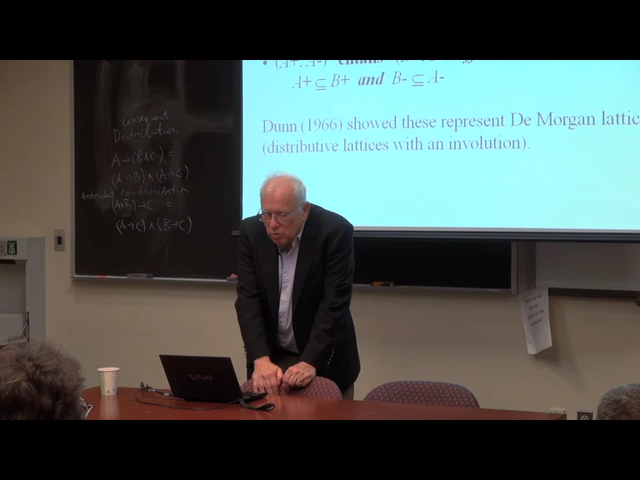 Consequent
Distribution
A → (B ∧ C) =
(A → B) ∧ (A → C)
Antecedent co-distribution
(A ∨ B) → C =
(A → C) ∧ (B → C)
• (A+, A-) entails
A+ ⊆ B+ and B- ⊆ A-
Dunn (1966) showed these represent De Morgan lattic
(distributive lattices with an involution).
VAIO